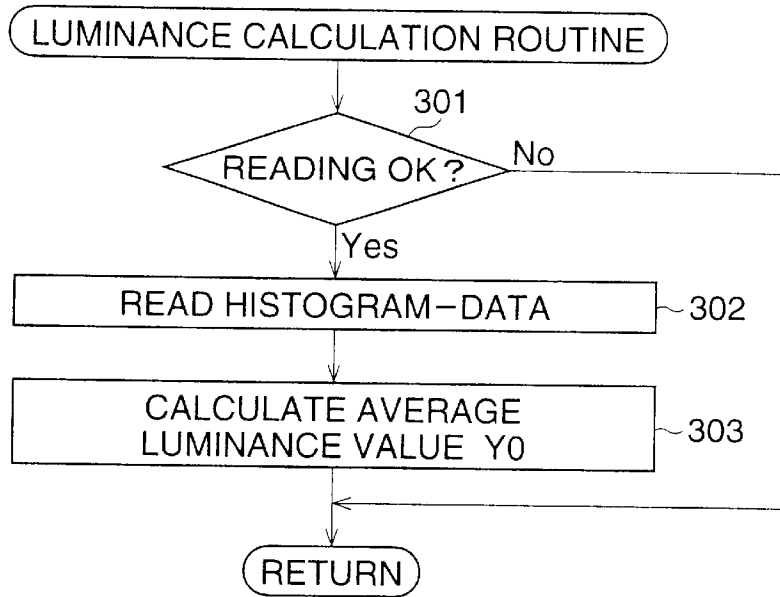 LUMINANCE CALCULATION ROUTINE
301
READING OK?
No
Yes
READ HISTOGRAM-DATA
302
CALCULATE AVERAGE
LUMINANCE VALUE Y0
303
RETURN